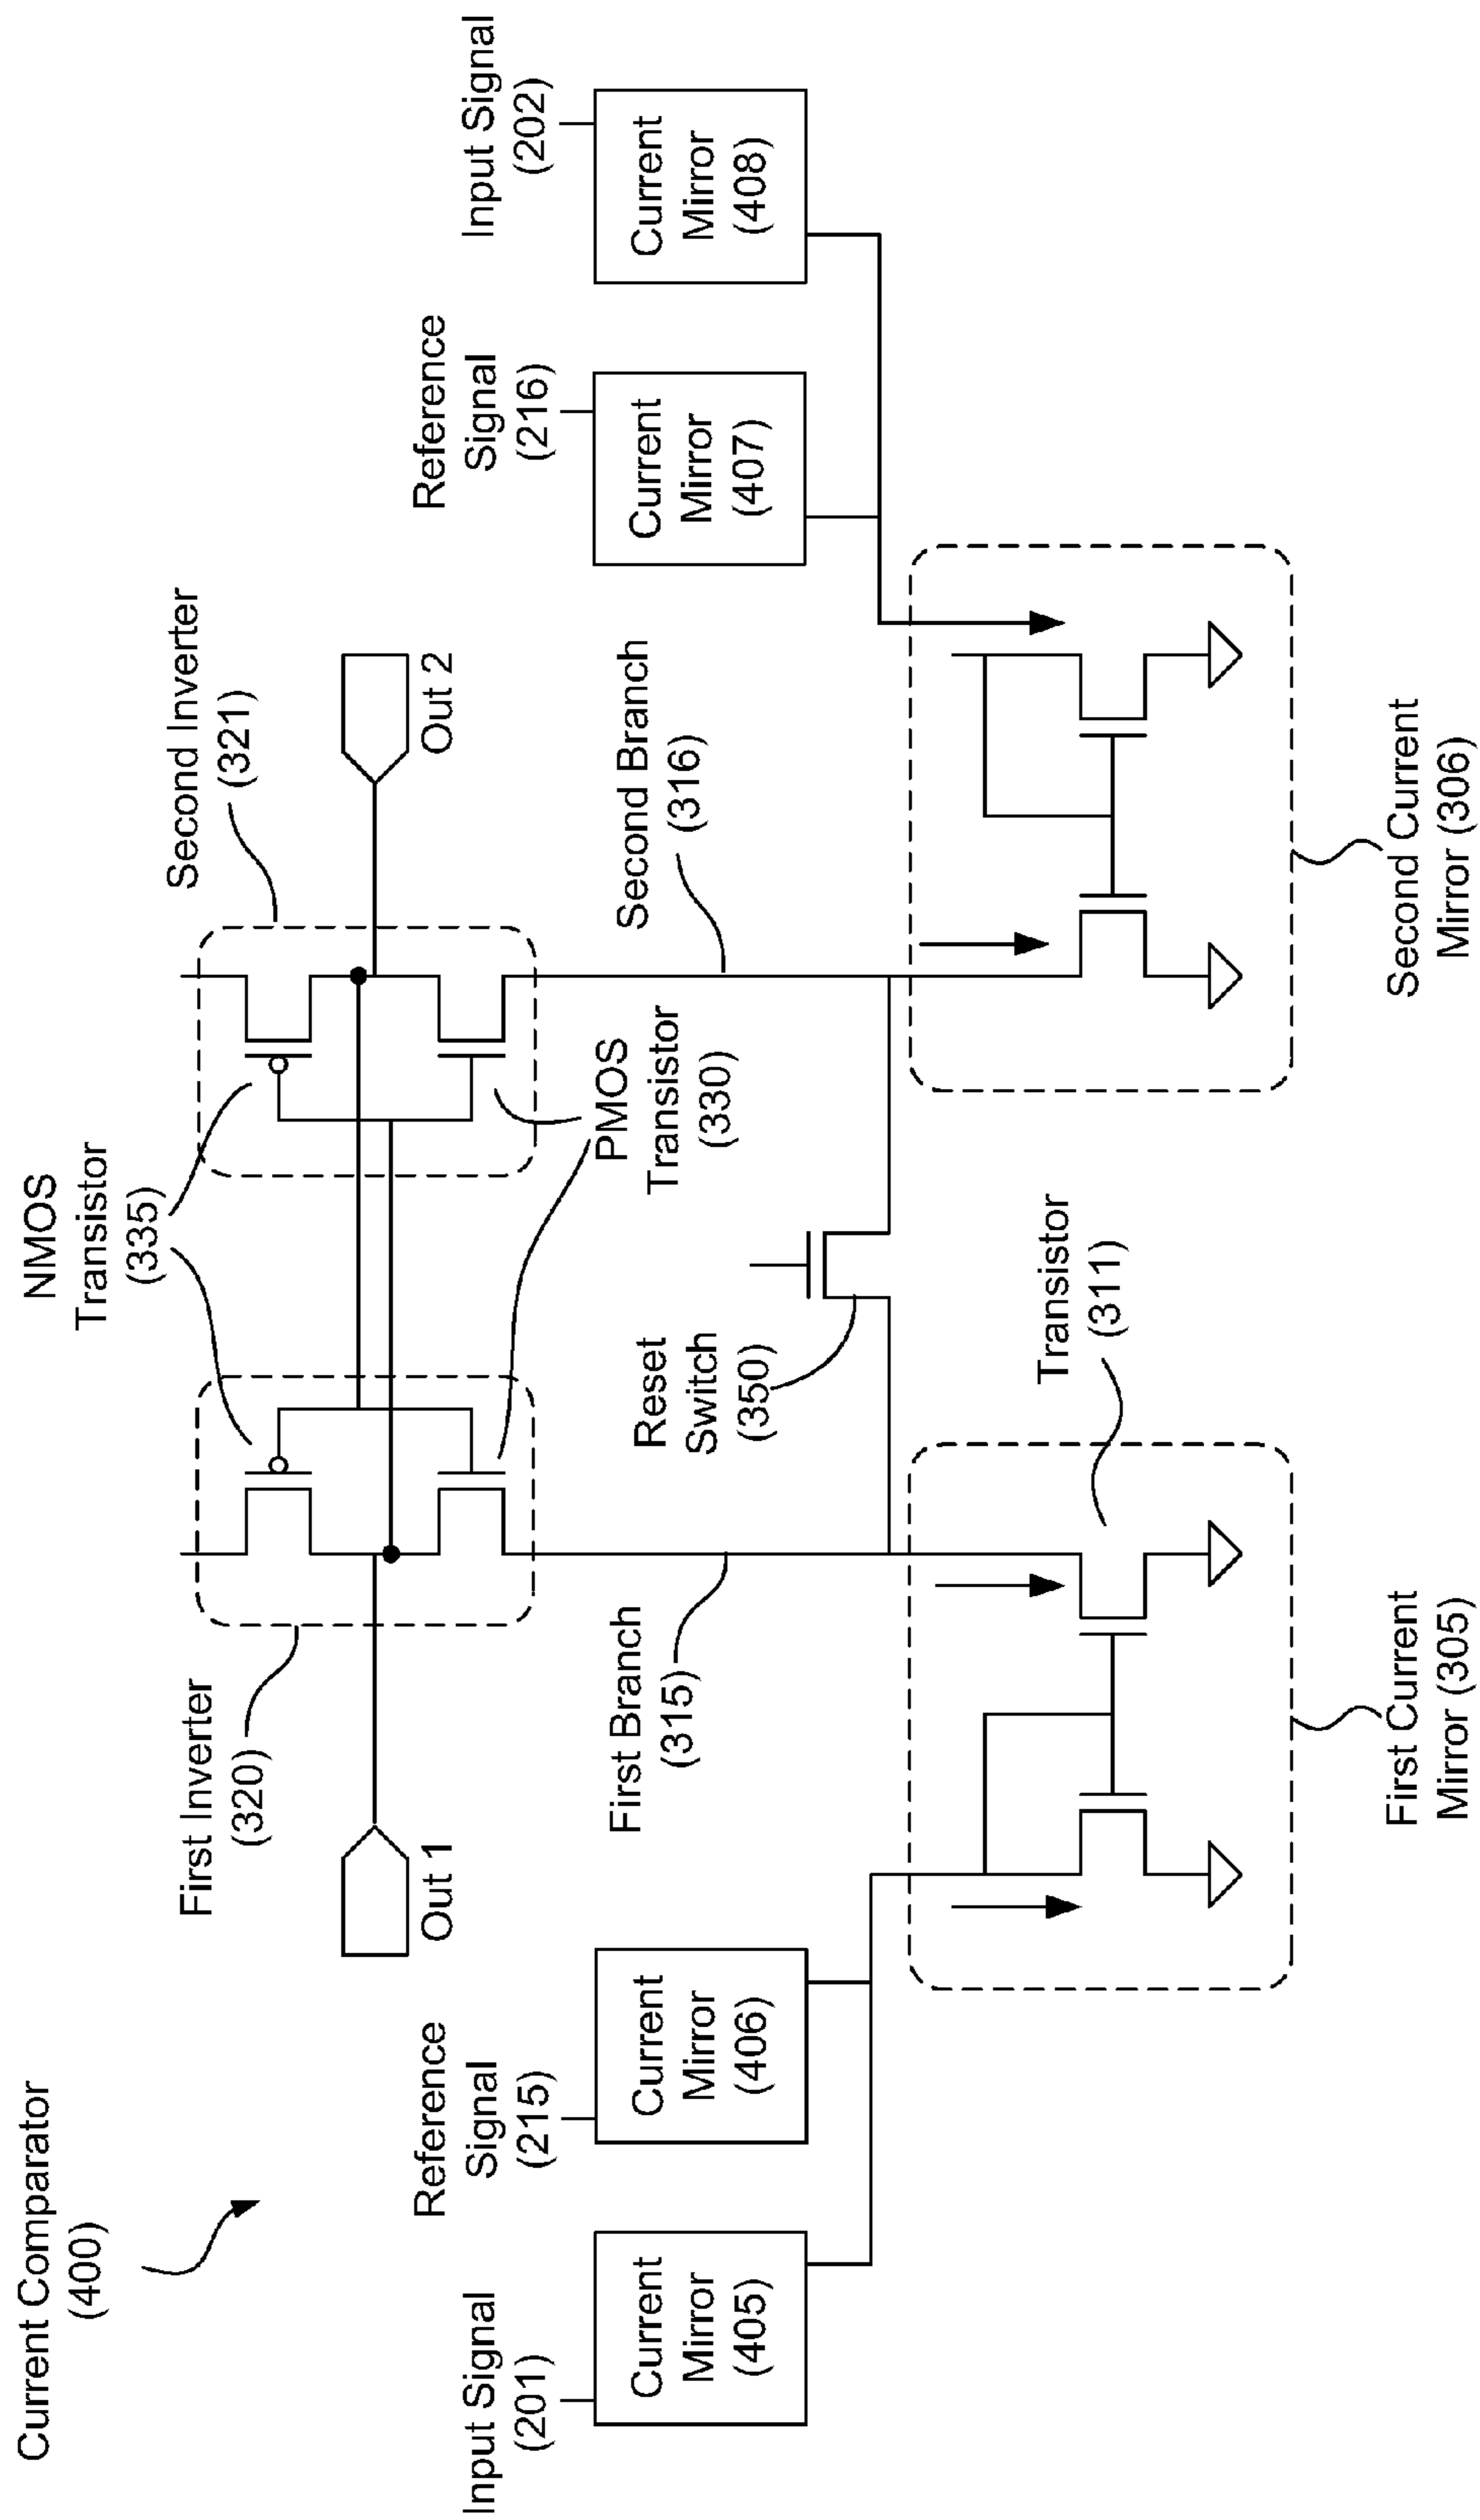 Current Comparator
(400)
NMOS
Transistor
(335)
First Inverter
(320)
Second Inverter
(321)
Out 1
Out 2
PMOS
Transistor
(330)
Input Signal
(201)
Reference
Signal
(215)
Reference
Signal
(216)
Input Signal
(202)
Current
Mirror
(405)
Current
Mirror
(406)
First Branch
(315)
Reset
Switch
(350)
Second Branch
(316)
Current
Mirror
(407)
Current
Mirror
(408)
Transistor
(311)
First Current
Mirror (305)
Second Current
Mirror (306)